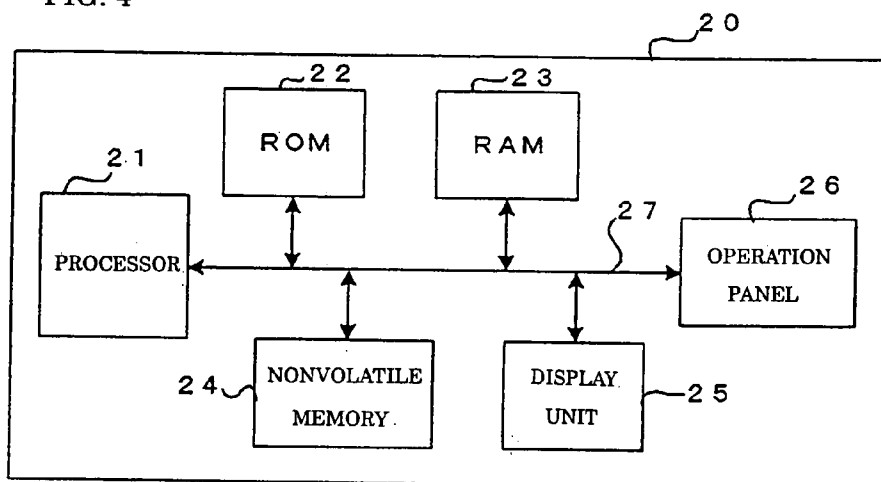 FIG. 4
20
22
23
ROM
RAM
21
26
27
PROCESSOR
OPERATION
PANEL
24
NONVOLATILE
MEMORY
DISPLAY
UNIT
25